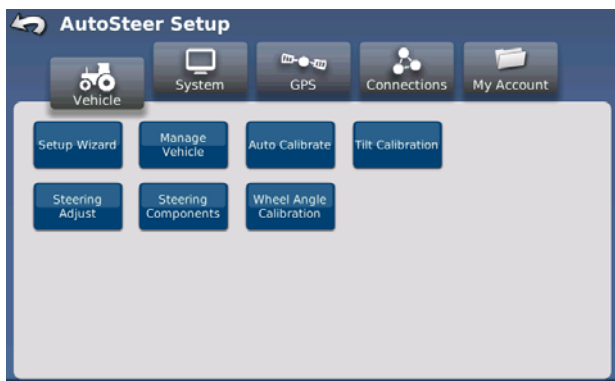 AutoSteer Setup
Vehicle
System
GPS
Connections
My Account
Setup Wizard
Manage
Vehicle
Auto Calibrate
Tilt Calibration
Steering
Adjust
Steering
Components
Wheel Angle
Calibration